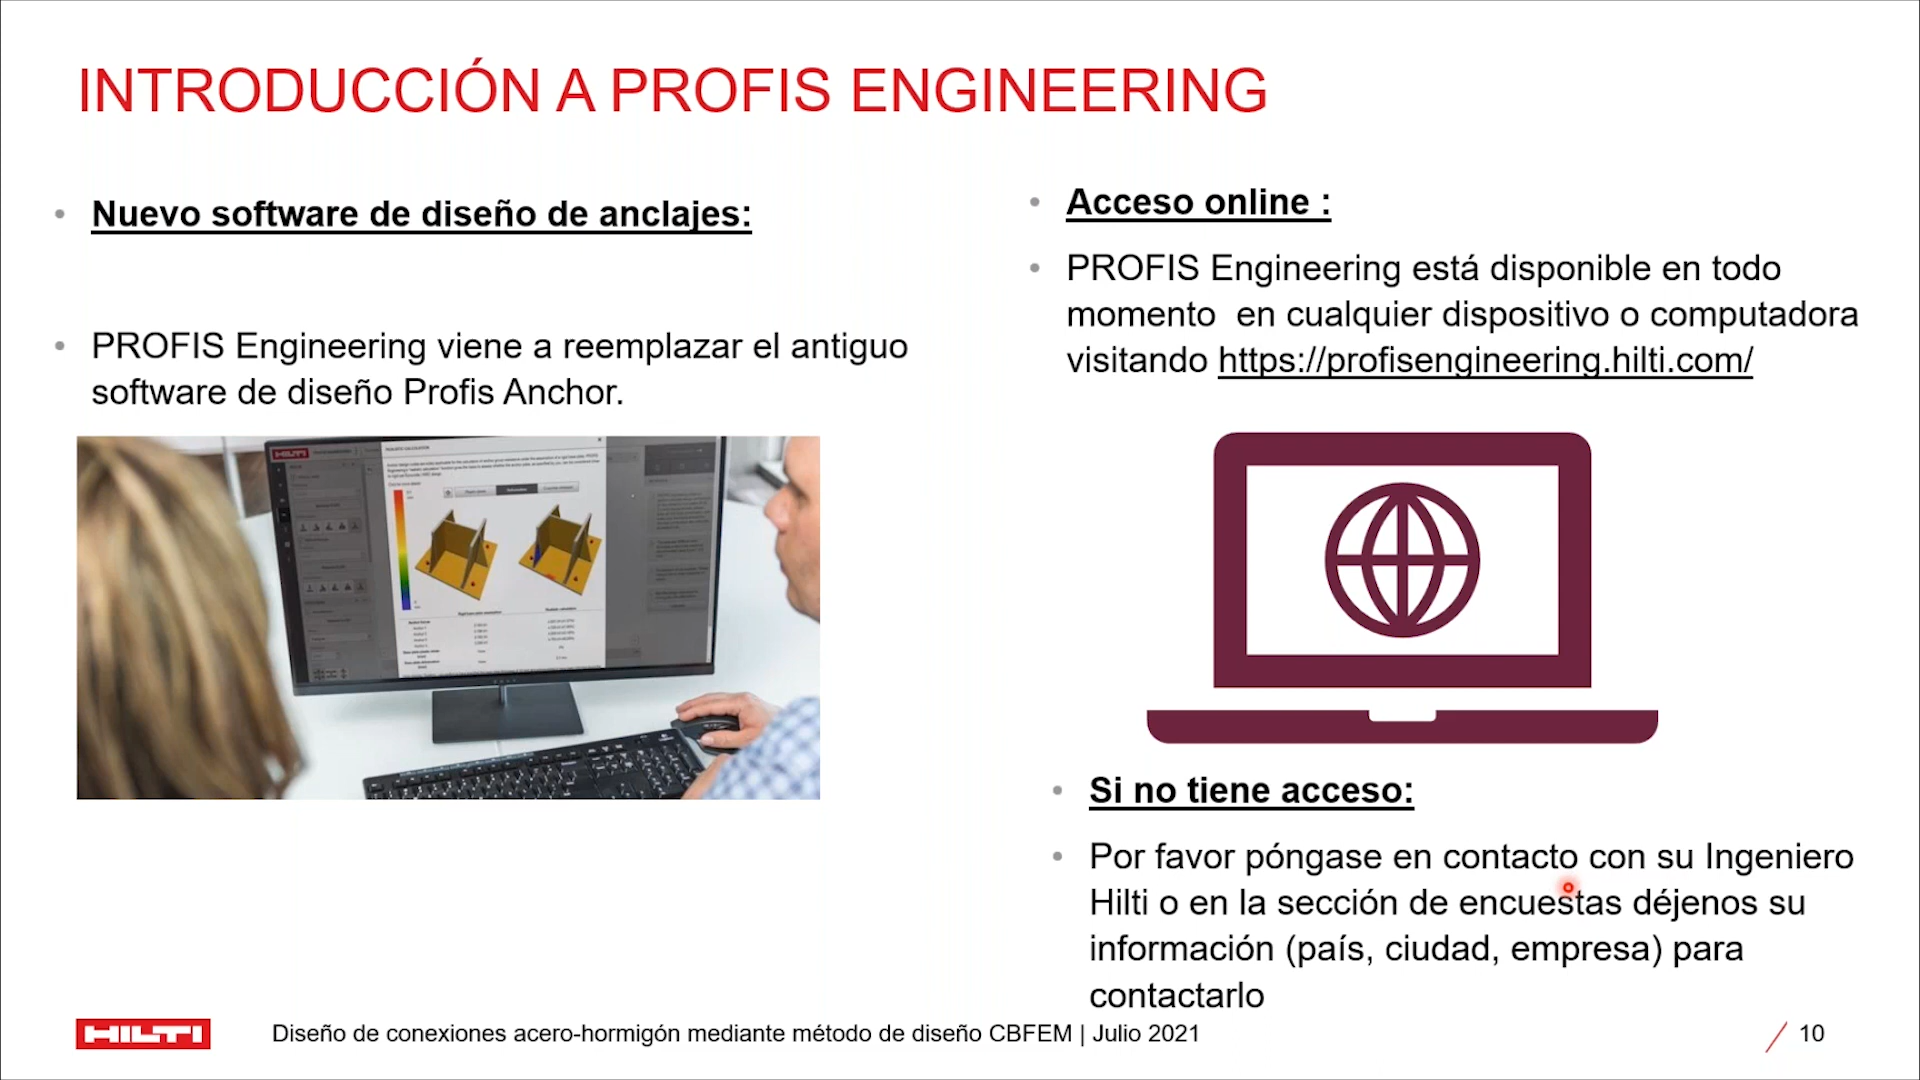 INTRODUCCIÓN A PROFIS ENGINEERING
Nuevo software de diseño de anclajes:
PROFIS Engineering viene a reemplazar el antiguo
software de diseño Profis Anchor.
HILTI
Acceso online :
PROFIS Engineering está disponible en todo
momento en cualquier dispositivo o computadora
visitando https://profisengineering.hilti.com/
Si no tiene acceso:
Por favor póngase en contacto con su Ingeniero
Hilti o en la sección de encuestas déjenos su
información (país, ciudad, empresa) para
contactarlo
HILTI
Diseño de conexiones acero-hormigón mediante método de diseño CBFEM | Julio 2021
10